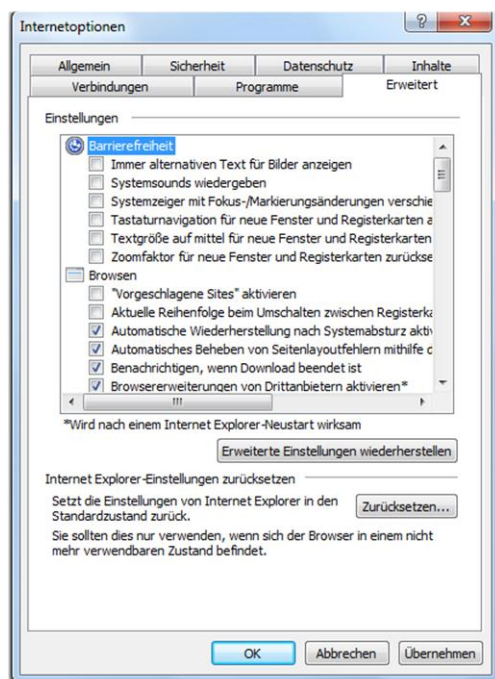 Internetoptionen
Allgemein Sicherheit Datenschutz Inhalte
Verbindungen Programme Erweitert
Einstellungen
Barrierefreiheit
Immer alternativen Text für Bilder anzeigen
Systemsounds wiedergeben
Systemzeiger mit Fokus-/Markierungsänderungen verschie
Tastaturnavigation für neue Fenster und Registerkarten a
Textgröße auf mittel für neue Fenster und Registerkarten
Zoomfaktor für neue Fenster und Registerkarten zurückse
Browsen
"Vorgeschlagene Sites" aktivieren
Aktuelle Reihenfolge beim Umschalten zwischen Registerka
Automatische Wiederherstellung nach Systemabsturz aktiv
Automatisches Beheben von Seitenlayoutfehlern mithilfe d
Benachrichtigen, wenn Download beendet ist
Browsererweiterungen von Drittanbietern aktivieren*
*Wird nach einem Internet Explorer-Neustart wirksam
Erweiterte Einstellungen wiederherstellen
Internet Explorer-Einstellungen zurücksetzen
Setzt die Einstellungen von Internet Explorer in den
Standardzustand zurück.
Zurücksetzen...
Sie sollten dies nur verwenden, wenn sich der Browser in einem nicht
mehr verwendbaren Zustand befindet.
OK Abbrechen Übernehmen